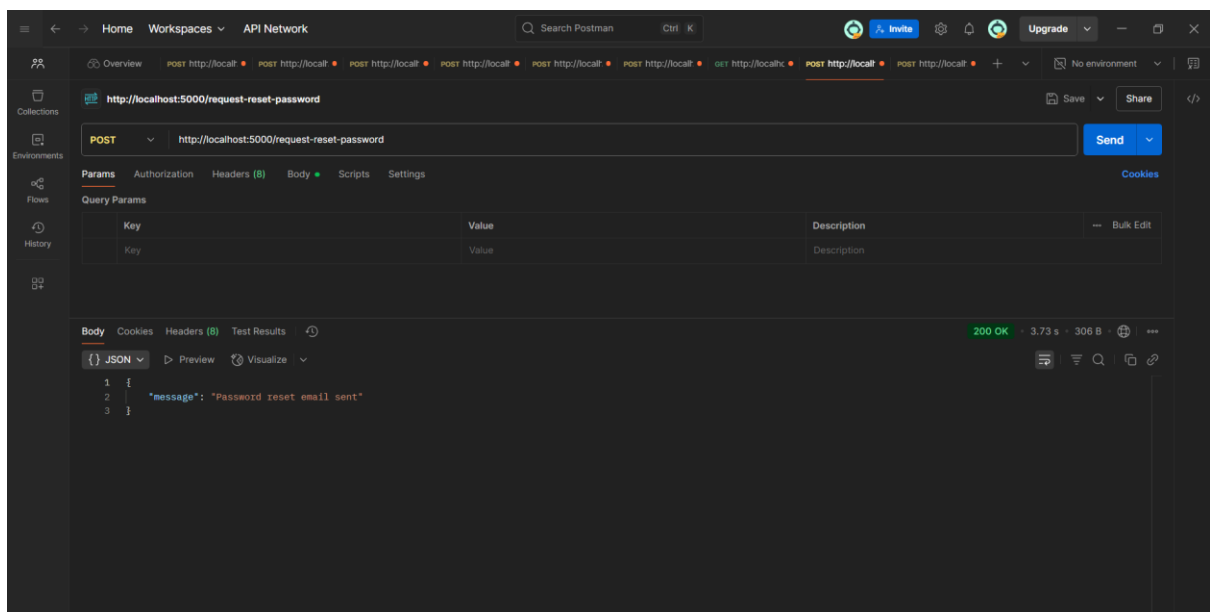 Home Workspaces API Network Search Postman Ctrl K Invite Upgrade
Overview POST http://localh POST http://localh POST http://localh POST http://localh POST http://localh POST http://localh GET http://localhc POST http://localh POST http://localh No environment
Collections
Environments
Flows
History
HTTP http://localhost:5000/request-reset-password Save Share
POST http://localhost:5000/request-reset-password Send
Params Authorization Headers (8) Body Scripts Settings Cookies
Query Params
Key Value Description Bulk Edit
Key Value Description
Body Cookies Headers (8) Test Results 200 OK 3.73 s 306 B
{} JSON Preview Visualize
1 {
2 "message": "Password reset email sent"
3 }